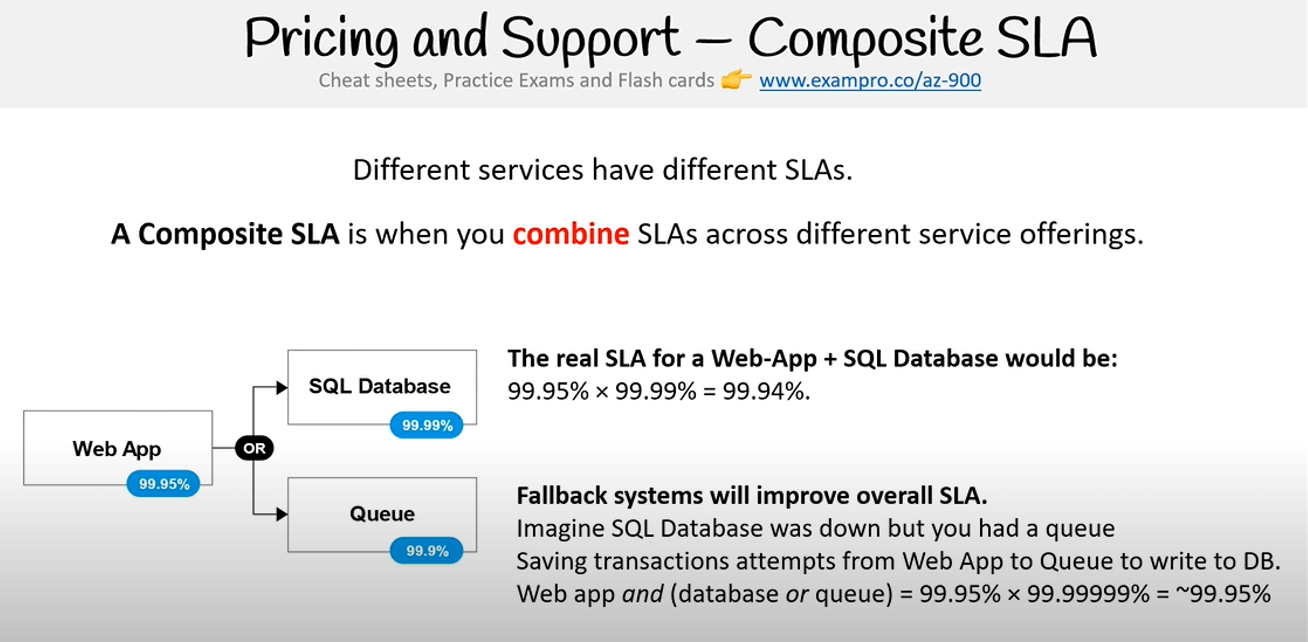 Pricing and Support – Composite SLA
Cheat sheets, Practice Exams and Flash cards 👉 www.exampro.co/az-900
Different services have different SLAs.
A Composite SLA is when you combine SLAs across different service offerings.
Web App
99.95%
OR
SQL Database
99.99%
Queue
99.9%
The real SLA for a Web-App + SQL Database would be:
99.95% × 99.99% = 99.94%.
Fallback systems will improve overall SLA.
Imagine SQL Database was down but you had a queue
Saving transactions attempts from Web App to Queue to write to DB.
Web app and (database or queue) = 99.95% × 99.99999% = ~99.95%